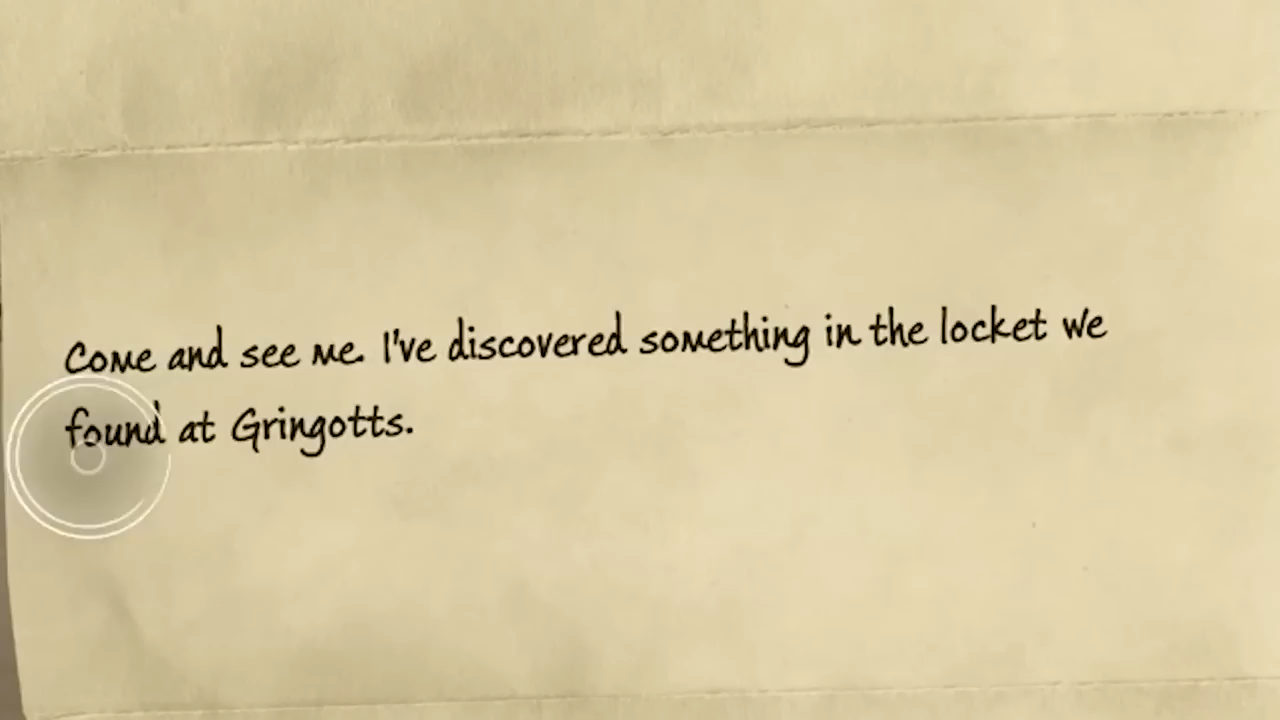 Come and see me. I've discovered something in the locket we
found at Gringotts.